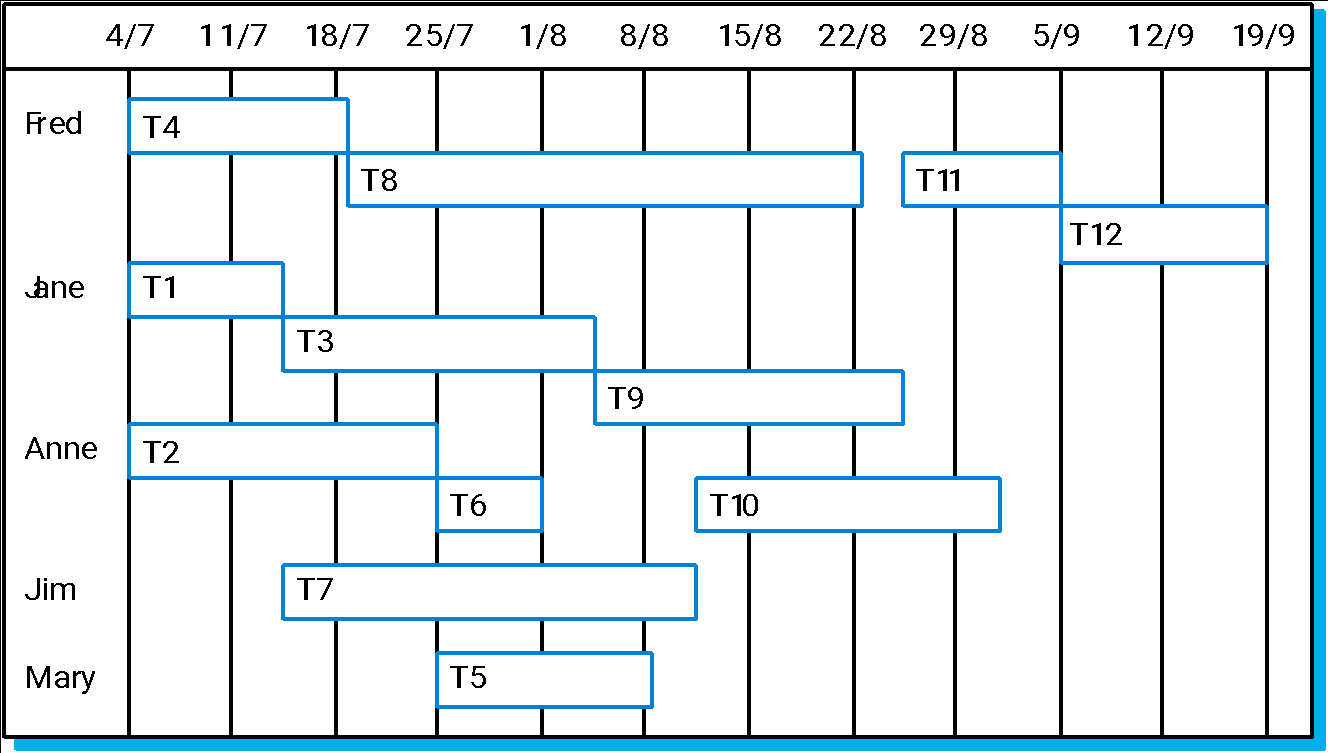 4/7 11/7 18/7 25/7 1/8 8/8 15/8 22/8 29/8 5/9 12/9 19/9
Fred T4
T8 T11
T12
Jane T1
T3
T9
Anne T2
T6 T10
Jim T7
Mary T5